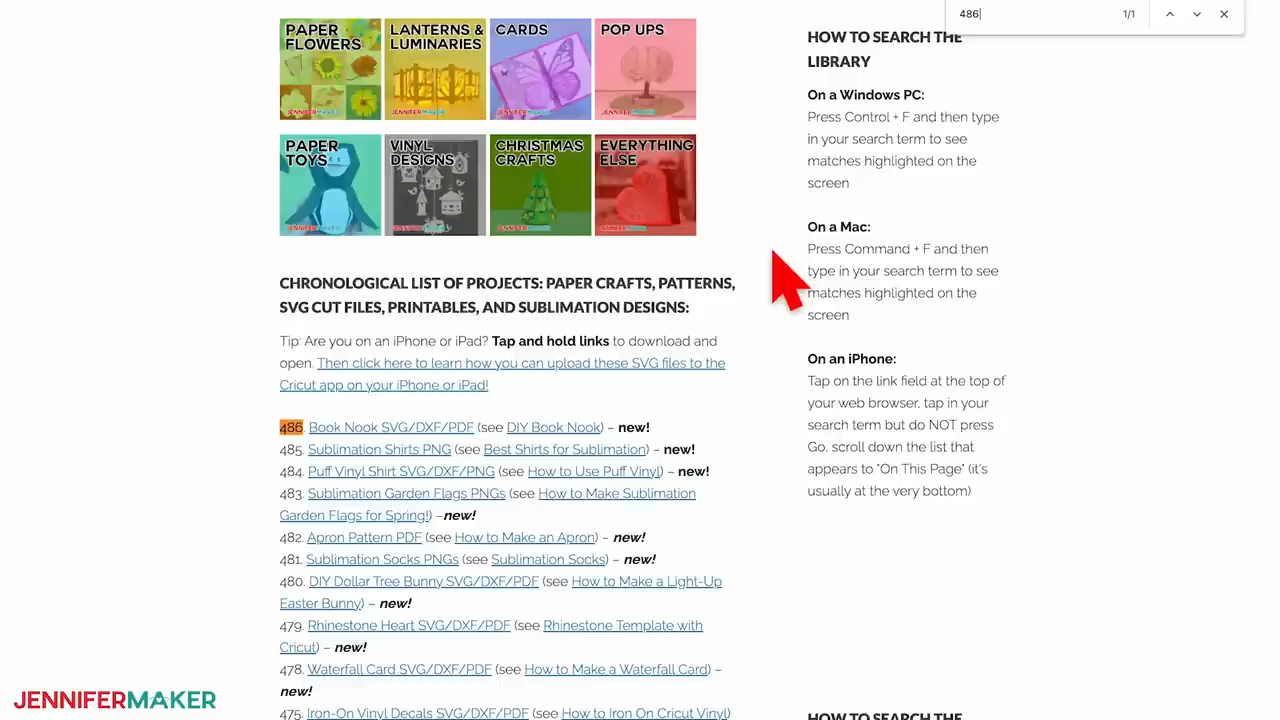 486
1/1
PAPER
FLOWERS
LANTERNS &
LUMINARIES
CARDS
POP UPS
JENNIFERMAKER
JENNIFERMAKER
JENNIFERMAKER
JENNIFERMAKER
PAPER
TOYS
VINYL
DESIGNS
CHRISTMAS
CRAFTS
EVERYTHING
ELSE
CHRONOLOGICAL LIST OF PROJECTS: PAPER CRAFTS, PATTERNS,
SVG CUT FILES, PRINTABLES, AND SUBLIMATION DESIGNS:
Tip: Are you on an iPhone or iPad? Tap and hold links to download and
open. Then click here to learn how you can upload these SVG files to the
Cricut app on your iPhone or iPad!
486. Book Nook SVG/DXF/PDF (see DIY Book Nook) – new!
485. Sublimation Shirts PNG (see Best Shirts for Sublimation) – new!
484. Puff Vinyl Shirt SVG/DXF/PNG (see How to Use Puff Vinyl) – new!
483. Sublimation Garden Flags PNGs (see How to Make Sublimation
Garden Flags for Spring!) –new!
482. Apron Pattern PDF (see How to Make an Apron) – new!
481. Sublimation Socks PNGs (see Sublimation Socks) – new!
480. DIY Dollar Tree Bunny SVG/DXF/PDF (see How to Make a Light-Up
Easter Bunny) – new!
479. Rhinestone Heart SVG/DXF/PDF (see Rhinestone Template with
Cricut) – new!
478. Waterfall Card SVG/DXF/PDF (see How to Make a Waterfall Card) –
new!
475. Iron-On Vinyl Decals SVG/DXF/PDF (see How to Iron On Cricut Vinyl)
HOW TO SEARCH THE
LIBRARY
On a Windows PC:
Press Control + F and then type
in your search term to see
matches highlighted on the
screen
On a Mac:
Press Command + F and then
type in your search term to see
matches highlighted on the
screen
On an iPhone:
Tap on the link field at the top of
your web browser, tap in your
search term but do NOT press
Go, scroll down the list that
appears to "On This Page" (it's
usually at the very bottom)
HOW TO SEARCH THE
JENNIFERMAKER